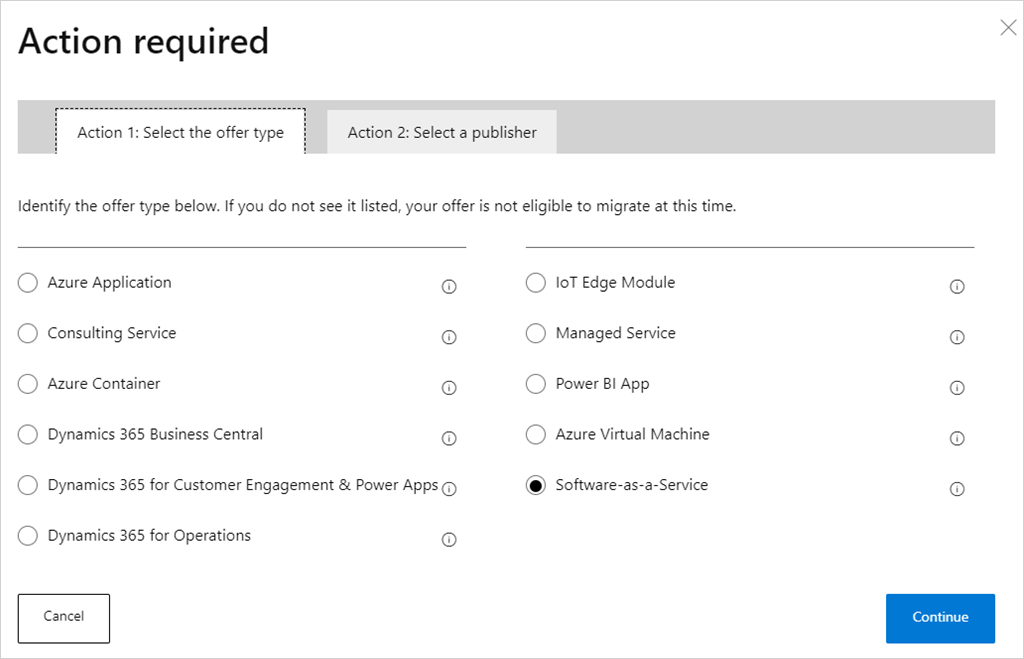 Action required
Action 1: Select the offer type
Action 2: Select a publisher
Identify the offer type below. If you do not see it listed, your offer is not eligible to migrate at this time.
Azure Application
Consulting Service
Azure Container
Dynamics 365 Business Central
Dynamics 365 for Customer Engagement & Power Apps
Dynamics 365 for Operations
IoT Edge Module
Managed Service
Power BI App
Azure Virtual Machine
Software-as-a-Service
Cancel
Continue